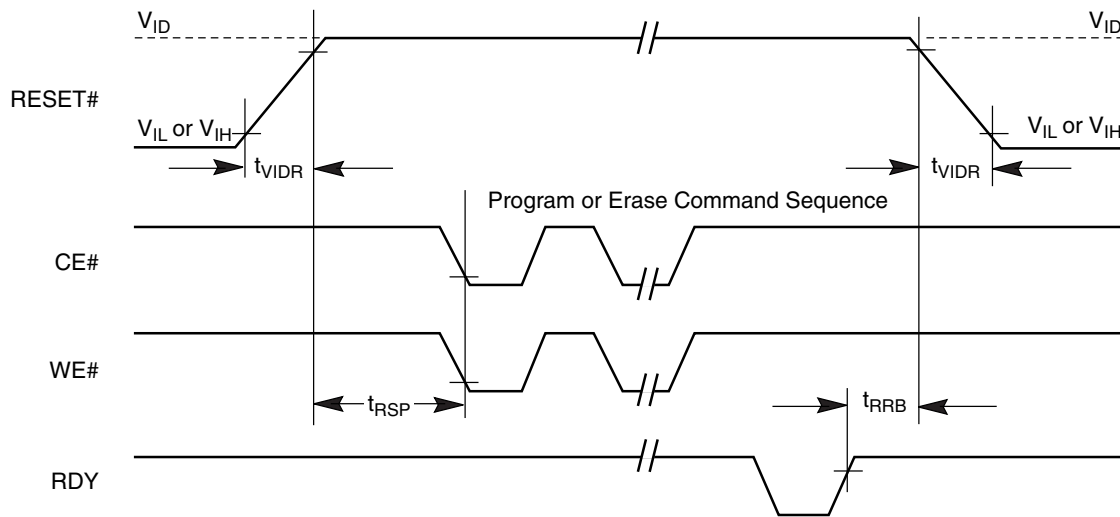 V_ID V_ID
RESET#
V_IL or V_IH V_IL or V_IH
t_VIDR t_VIDR
Program or Erase Command Sequence
CE#
WE#
t_RSP t_RRB
RDY